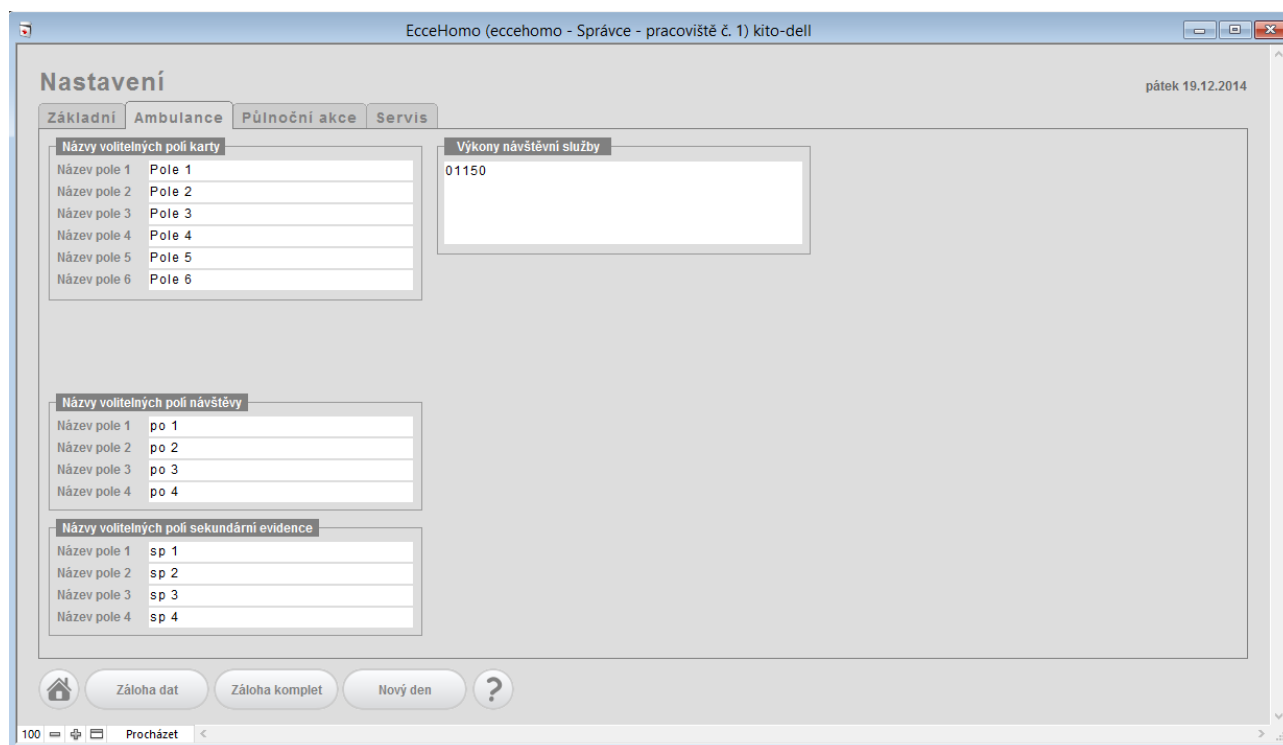 EcceHomo (eccehomo - Správce - pracoviště č. 1) kito-dell
Nastavení
pátek 19.12.2014
Základní Ambulance Půlnoční akce Servis
Názvy volitelných polí karty
Název pole 1 Pole 1
Název pole 2 Pole 2
Název pole 3 Pole 3
Název pole 4 Pole 4
Název pole 5 Pole 5
Název pole 6 Pole 6
Výkony návštěvní služby
01150
Názvy volitelných polí návštěvy
Název pole 1 po 1
Název pole 2 po 2
Název pole 3 po 3
Název pole 4 po 4
Názvy volitelných polí sekundární evidence
Název pole 1 sp 1
Název pole 2 sp 2
Název pole 3 sp 3
Název pole 4 sp 4
Záloha dat Záloha komplet Nový den ?
100 Procházet